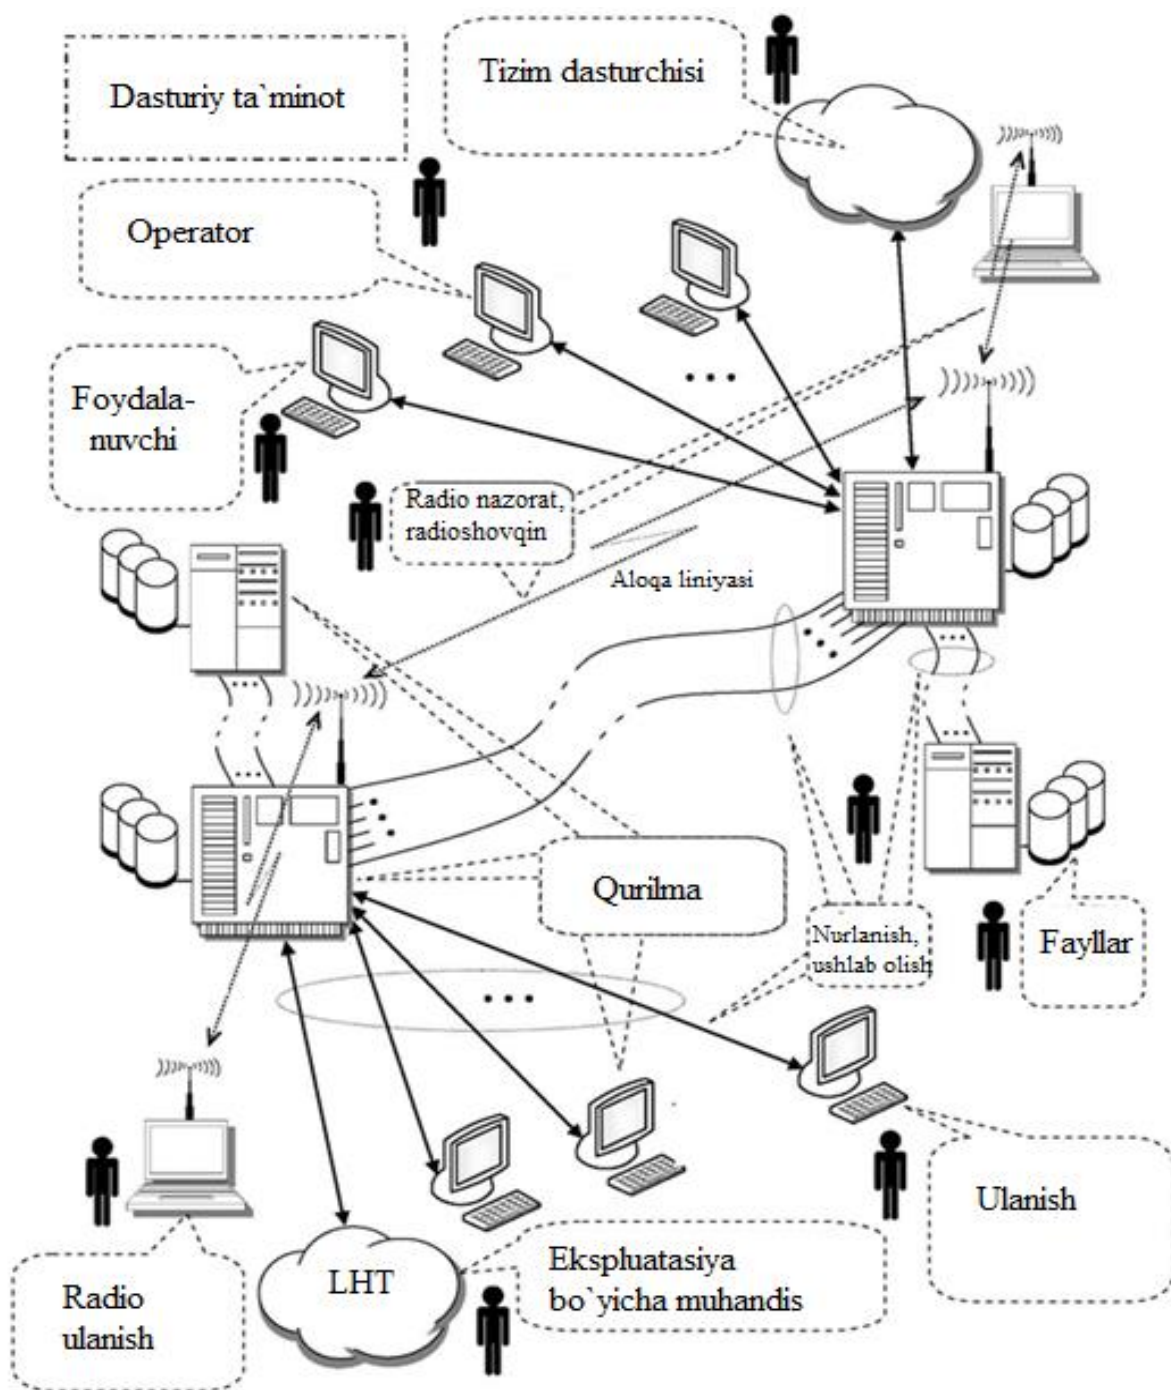 Tizim dasturchisi
Dasturiy ta`minot
Operator
Foydala-
nuvchi
Radio nazorat,
radioshovqin
Aloqa liniyasi
Qurilma
Nurlanish,
ushlab olish
Fayllar
Ulanish
Ekspluatasiya
bo`yicha muhandis
LHT
Radio
ulanish